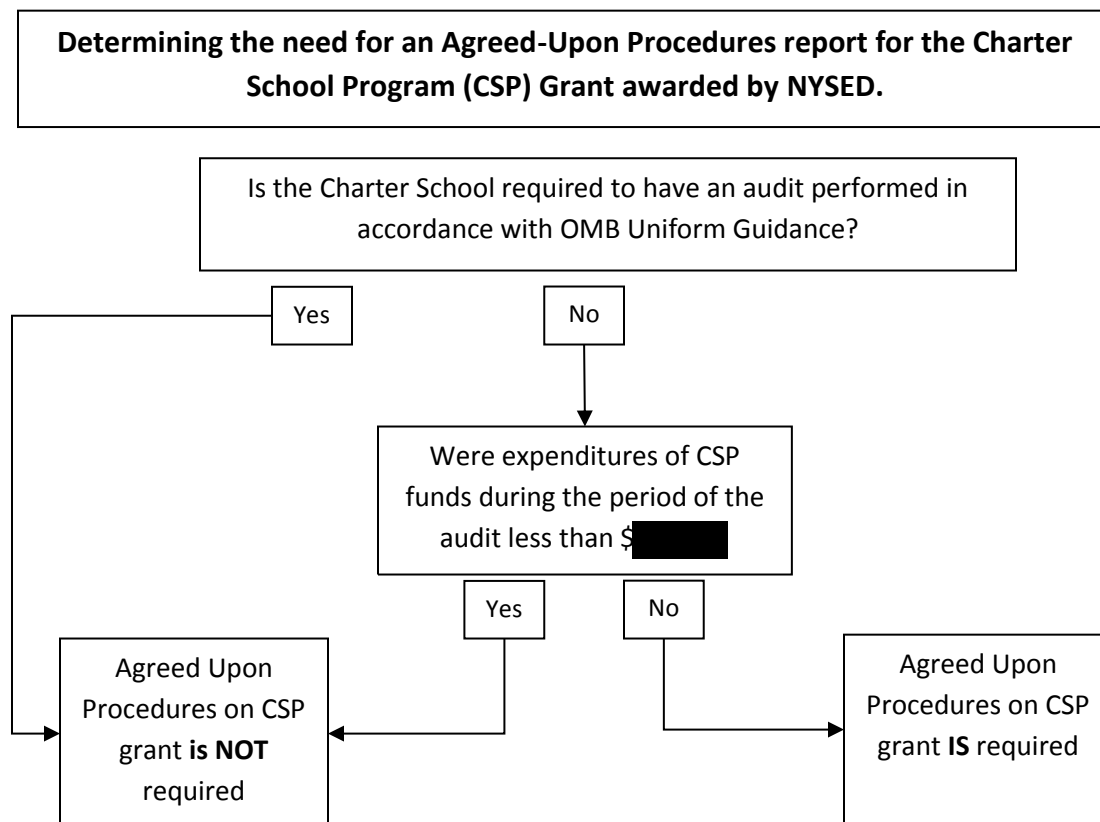 Determining the need for an Agreed-Upon Procedures report for the Charter
School Program (CSP) Grant awarded by NYSED.
Is the Charter School required to have an audit performed in
accordance with OMB Uniform Guidance?
Yes
No
Were expenditures of CSP
funds during the period of the
audit less than $
Yes
No
Agreed Upon
Procedures on CSP
grant is NOT
required
Agreed Upon
Procedures on CSP
grant IS required